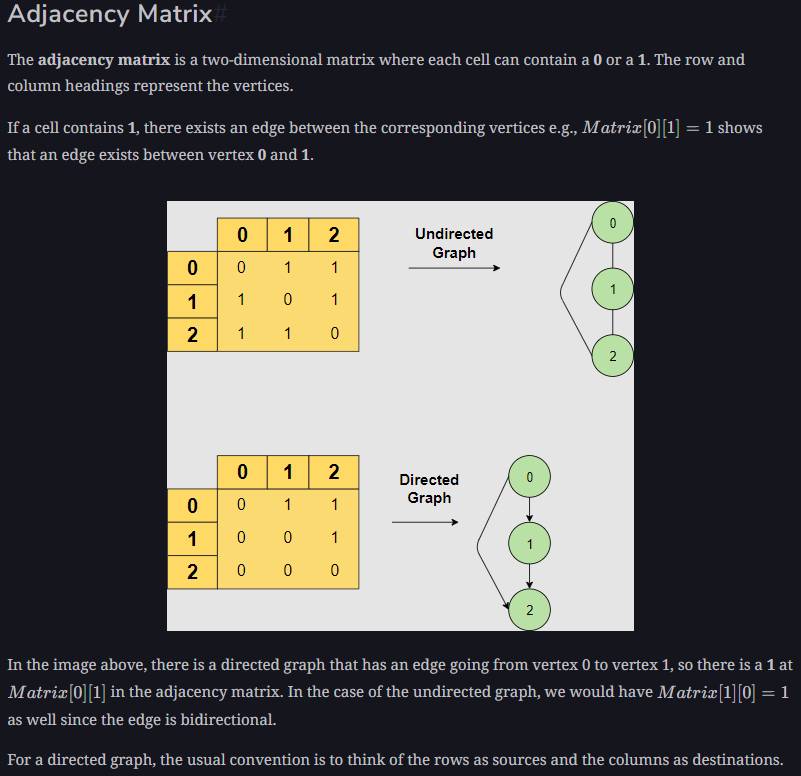 Adjacency Matrix#
The adjacency matrix is a two-dimensional matrix where each cell can contain a 0 or a 1. The row and
column headings represent the vertices.
If a cell contains 1, there exists an edge between the corresponding vertices e.g., Matrix[0][1] = 1 shows
that an edge exists between vertex 0 and 1.
0 1 2
0 0 1 1
1 1 0 1
2 1 1 0
Undirected
Graph
0
1
2
0 1 2
0 0 1 1
1 0 0 1
2 0 0 0
Directed
Graph
0
1
2
In the image above, there is a directed graph that has an edge going from vertex 0 to vertex 1, so there is a 1 at
Matrix[0][1] in the adjacency matrix. In the case of the undirected graph, we would have Matrix[1][0] = 1
as well since the edge is bidirectional.
For a directed graph, the usual convention is to think of the rows as sources and the columns as destinations.